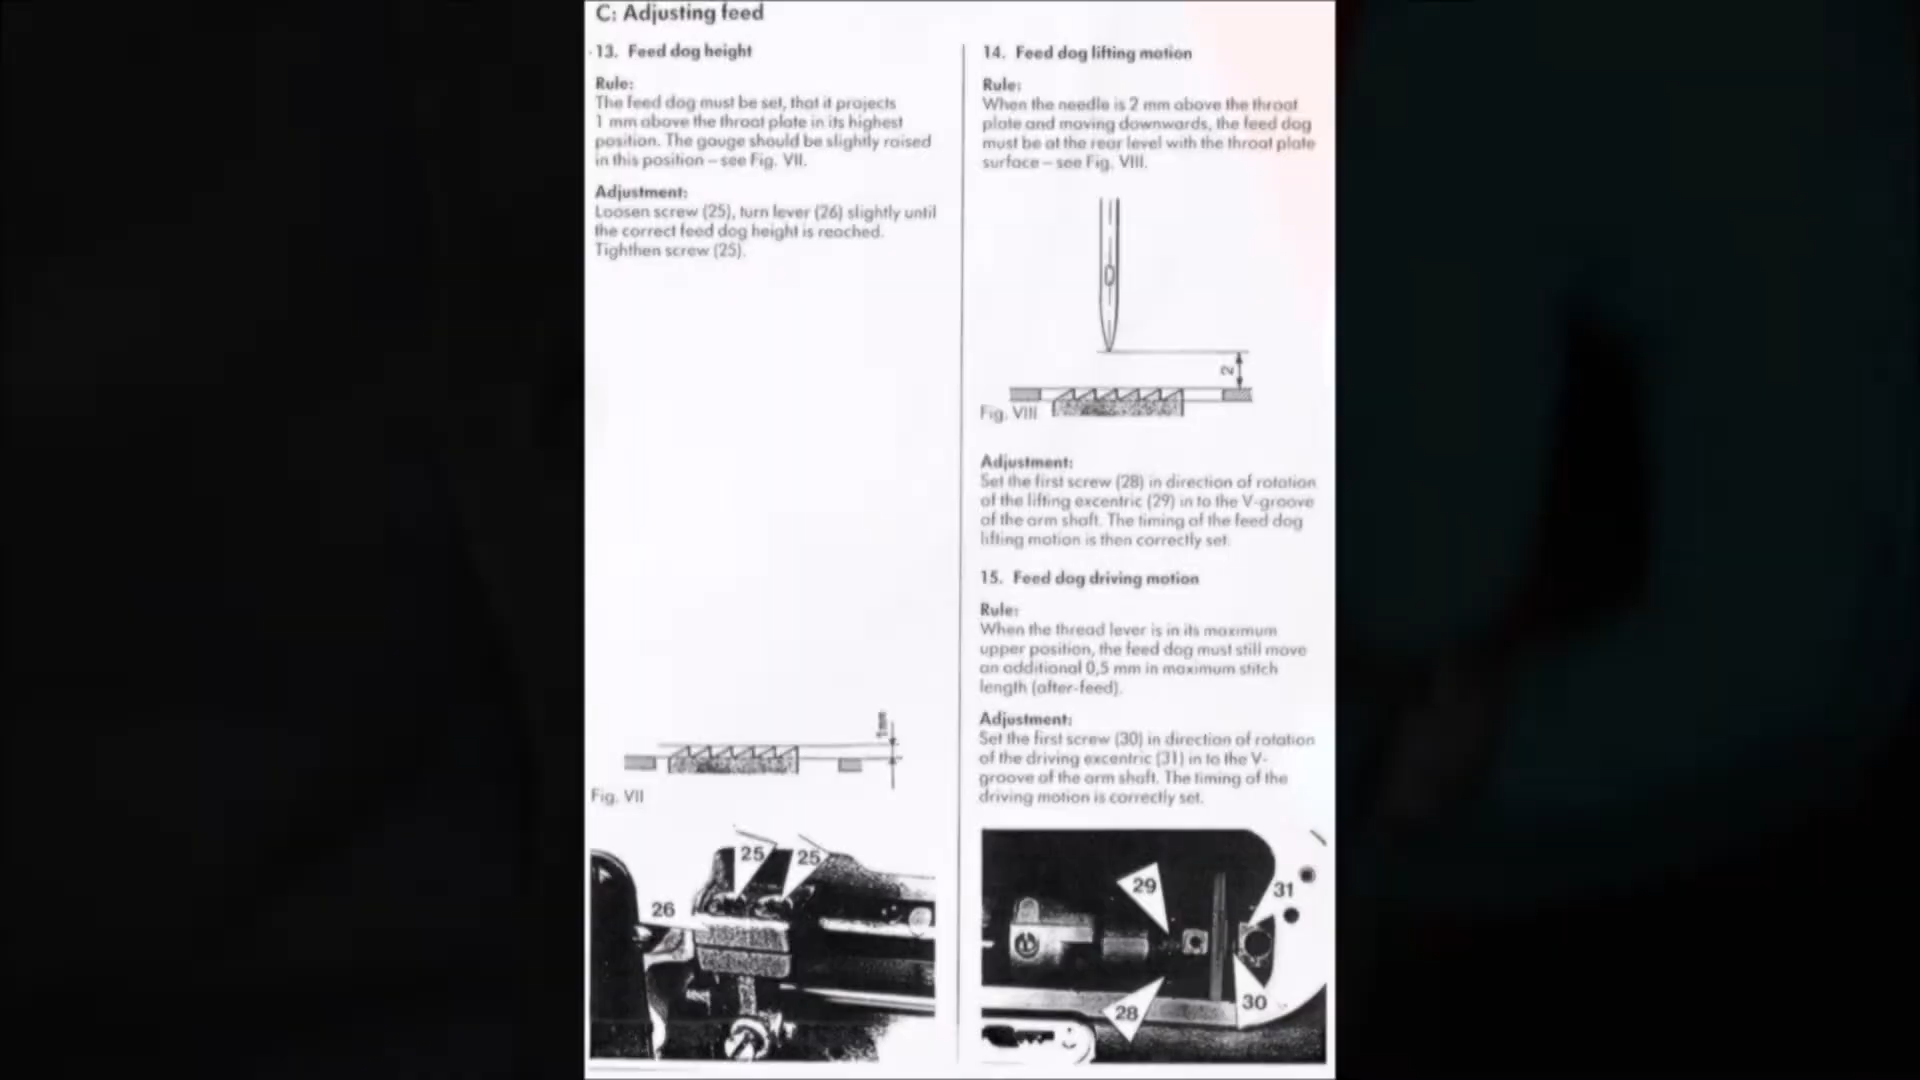 C: Adjusting feed
13. Feed dog height
Rule:
The feed dog must be set, that it projects
1 mm above the throat plate in its highest
position. The gauge should be slightly raised
in this position – see Fig. VII.
Adjustment:
Loosen screw (25), turn lever (26) slightly until
the correct feed dog height is reached.
Tighthen screw (25).
1mm
Fig. VII
25
25
26
14. Feed dog lifting motion
Rule:
When the needle is 2 mm above the throat
plate and moving downwards, the feed dog
must be at the rear level with the throat plate
surface – see Fig. VIII.
2
Fig. VIII
Adjustment:
Set the first screw (28) in direction of rotation
of the lifting excentric (29) in to the V-groove
of the arm shaft. The timing of the feed dog
lifting motion is then correctly set.
15. Feed dog driving motion
Rule:
When the thread lever is in its maximum
upper position, the feed dog must still move
an additional 0,5 mm in maximum stitch
length (after-feed).
Adjustment:
Set the first screw (30) in direction of rotation
of the driving excentric (31) in to the V-
groove of the arm shaft. The timing of the
driving motion is correctly set.
29
31
28
30